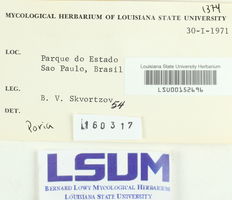 1374
MYCOLOGICAL HERBARIUM OF LOUISIANA STATE UNIVERSITY
30-I-1971
LOC.
Parque do Estado
Sao Paulo, Brasil
Louisiana State University Herbarium
LSU00152696
LEG.
B. V. Skvortzov
54
DET.
Poria
160317
LSUM
BERNARD LOWY MYCOLOGICAL HERBARIUM
LOUISIANA STATE UNIVERSITY